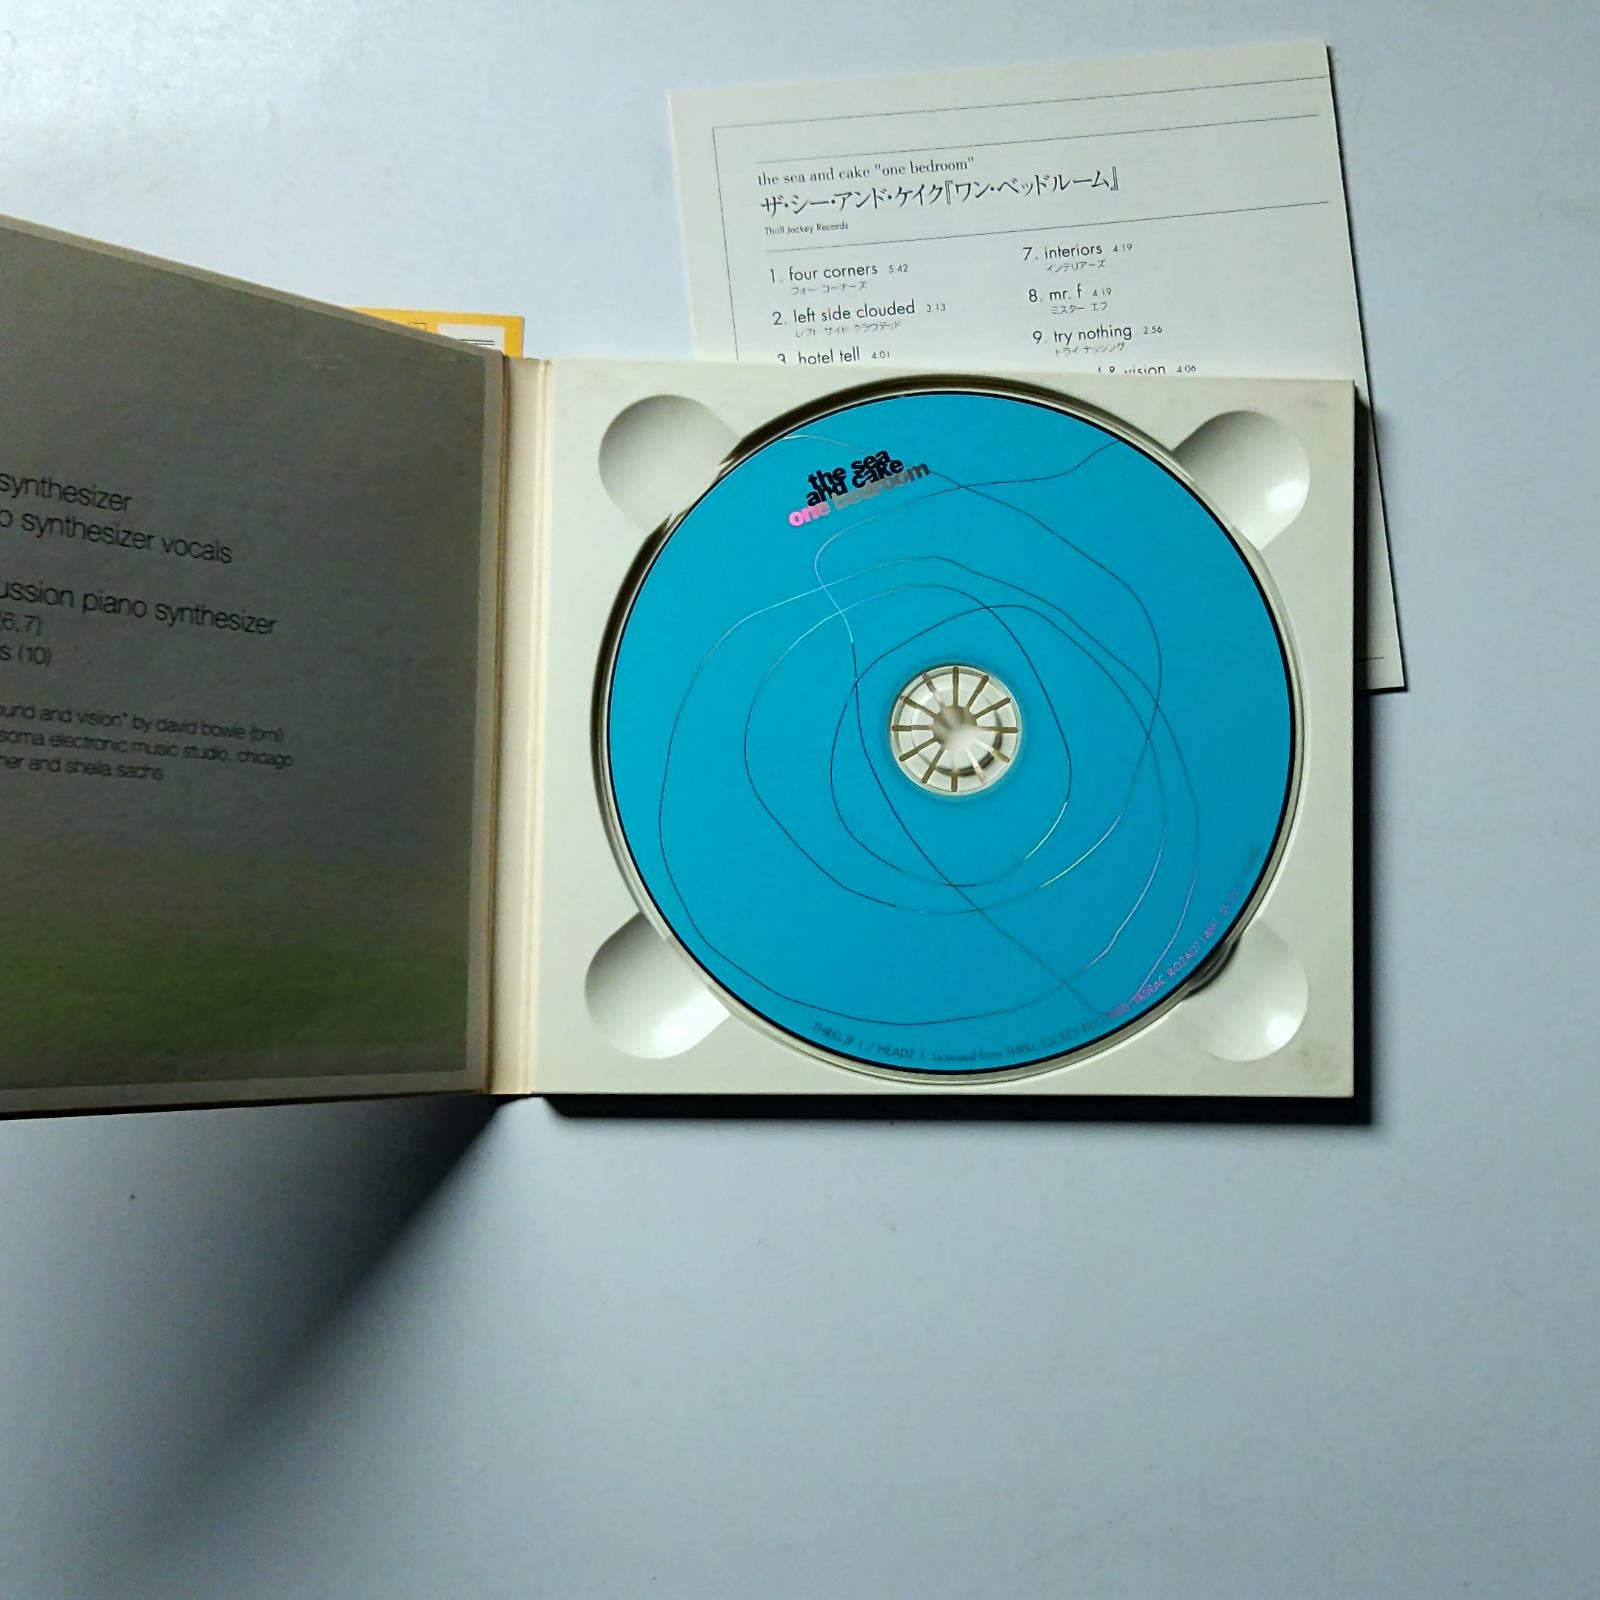 the sea and cake "one bedroom"
ザ・シー・アンド・ケイク『ワン・ベッドルーム』
Thrill Jockey Records
1. four corners 5:42
フォー コーナーズ
2. left side clouded 3:13
レフト サイド クラウデッド
3. hotel tell 4:01
7. interiors 4:19
インテリアーズ
8. mr. f 4:19
ミスター エフ
9. try nothing 2:56
トライ ナッシング
vision 4:06
synthesizer
synthesizer vocals
piano synthesizer
(6, 7)
(10)
and vision" by david bowie (bmi)
soma electronic music studio, chicago
and sheila sachs
the sea
and cake
one bedroom
THRILL-JP 1 / HEADZ 1 Licensed from THRILL JOCKEY
JASRAC